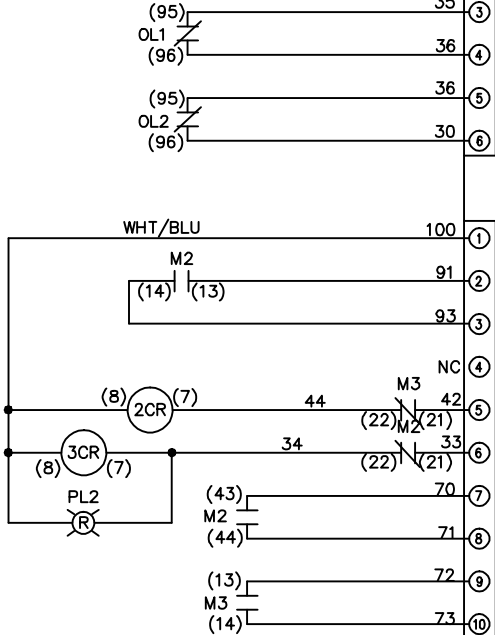 (95) 35 3
OL1
(96) 36 4
(95) 36 5
OL2
(96) 30 6
WHT/BLU 100 1
M2 91 2
(14) (13)
93 3
NC 4
M3
(8) 2CR (7) 44 42 5
(22) (21)
M2
3CR 34 33 6
(8) (7) (22) (21)
PL2
R
(43) 70 7
M2
(44) 71 8
(13) 72 9
M3
(14) 73 10